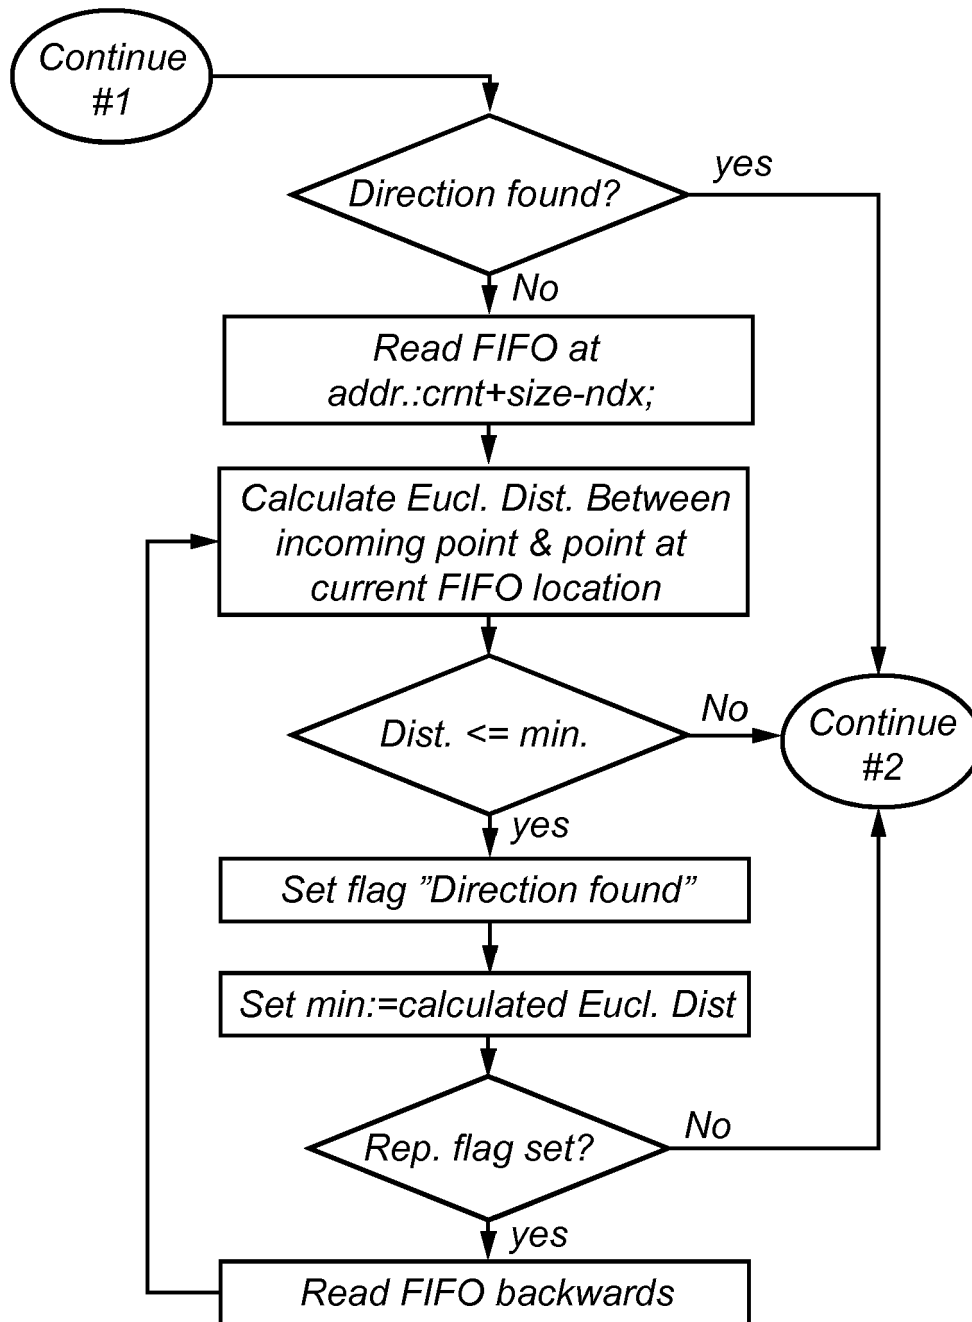 Continue
#1
Direction found?
yes
No
Read FIFO at
addr.:crnt+size-ndx;
Calculate Eucl. Dist. Between
incoming point & point at
current FIFO location
Dist. <= min.
No
Continue
#2
yes
Set flag ”Direction found”
Set min:=calculated Eucl. Dist
Rep. flag set?
No
yes
Read FIFO backwards